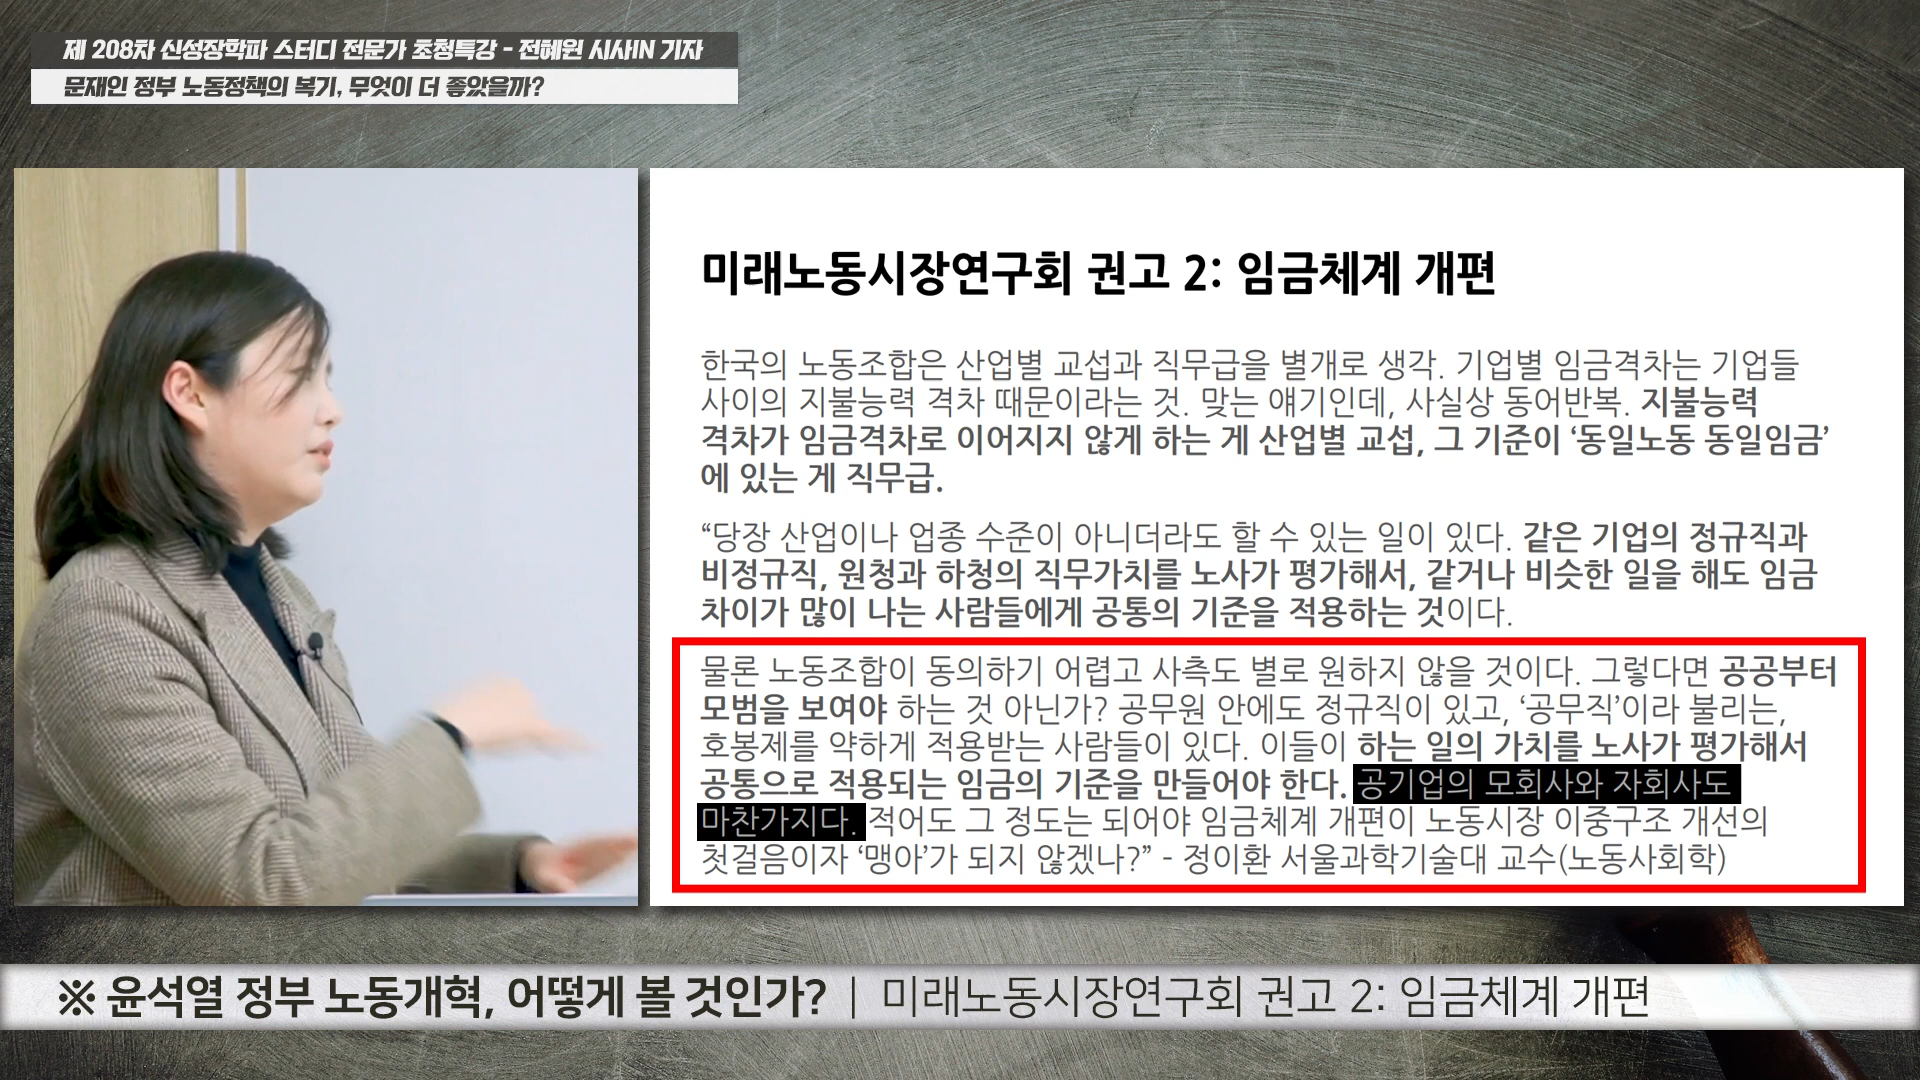 제 208차 신성장학파 스터디 전문가 초청특강 - 전혜원 시사IN 기자
문재인 정부 노동정책의 복기, 무엇이 더 좋았을까?
미래노동시장연구회 권고 2: 임금체계 개편
한국의 노동조합은 산업별 교섭과 직무급을 별개로 생각. 기업별 임금격차는 기업들
사이의 지불능력 격차 때문이라는 것. 맞는 얘기인데, 사실상 동어반복. 지불능력
격차가 임금격차로 이어지지 않게 하는 게 산업별 교섭, 그 기준이 ‘동일노동 동일임금’
에 있는 게 직무급.
“당장 산업이나 업종 수준이 아니더라도 할 수 있는 일이 있다. 같은 기업의 정규직과
비정규직, 원청과 하청의 직무가치를 노사가 평가해서, 같거나 비슷한 일을 해도 임금
차이가 많이 나는 사람들에게 공통의 기준을 적용하는 것이다.
물론 노동조합이 동의하기 어렵고 사측도 별로 원하지 않을 것이다. 그렇다면 공공부터
모범을 보여야 하는 것 아닌가? 공무원 안에도 정규직이 있고, ‘공무직’이라 불리는,
호봉제를 약하게 적용받는 사람들이 있다. 이들이 하는 일의 가치를 노사가 평가해서
공통으로 적용되는 임금의 기준을 만들어야 한다. 공기업의 모회사와 자회사도
마찬가지다. 적어도 그 정도는 되어야 임금체계 개편이 노동시장 이중구조 개선의
첫걸음이자 ‘맹아’가 되지 않겠나?” - 정이환 서울과학기술대 교수(노동사회학)
※ 윤석열 정부 노동개혁, 어떻게 볼 것인가? | 미래노동시장연구회 권고 2: 임금체계 개편